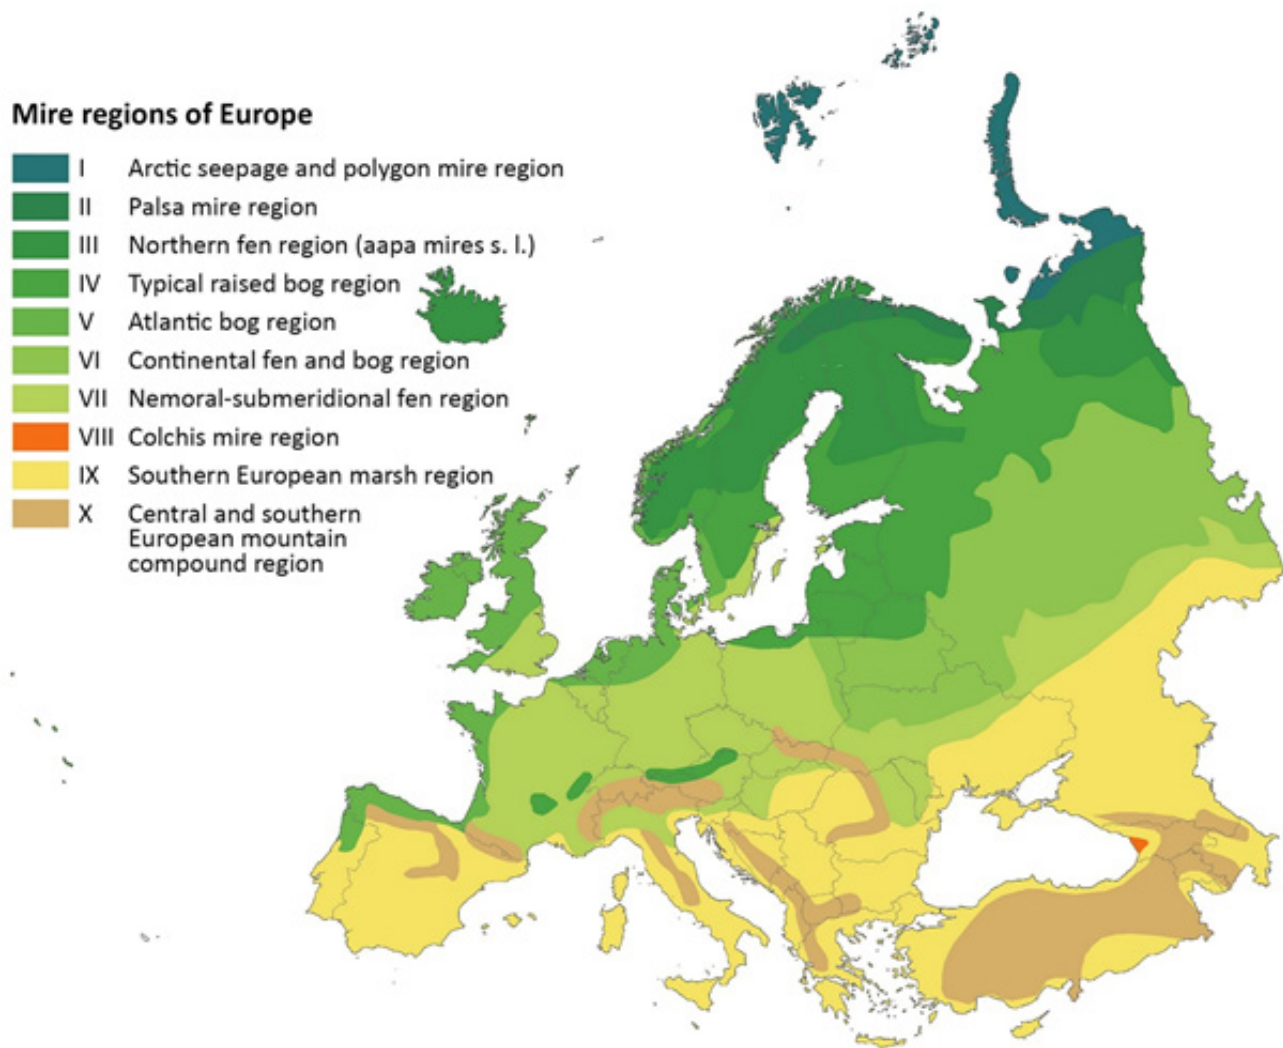 Mire regions of Europe
I Arctic seepage and polygon mire region
II Palsa mire region
III Northern fen region (aapa mires s. l.)
IV Typical raised bog region
V Atlantic bog region
VI Continental fen and bog region
VII Nemoral-submeridional fen region
VIII Colchis mire region
IX Southern European marsh region
X Central and southern
European mountain
compound region